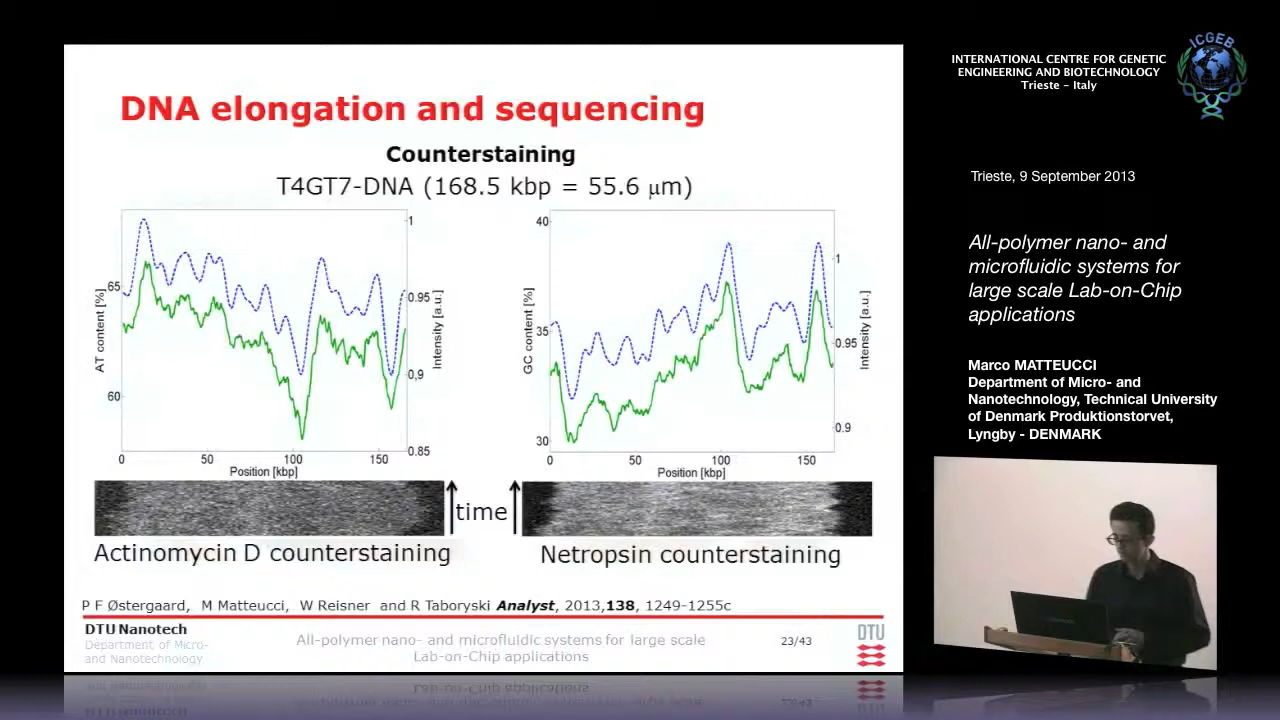 DNA elongation and sequencing
Counterstaining
T4GT7-DNA (168.5 kbp = 55.6 μm)
AT content [%]
65
60
1
0.95
0.9
0.85
Intensity [a.u.]
0
50
100
150
Position [kbp]
GC content [%]
40
35
30
1
0.95
0.9
Intensity [a.u.]
0
50
100
150
Position [kbp]
time
Actinomycin D counterstaining
Netropsin counterstaining
P F Østergaard, M Matteucci, W Reisner and R Taboryski Analyst, 2013,138, 1249-1255c
DTU Nanotech
Department of Micro-
and Nanotechnology
All-polymer nano- and microfluidic systems for large scale
Lab-on-Chip applications
23/43
DTU
INTERNATIONAL CENTRE FOR GENETIC
ENGINEERING AND BIOTECHNOLOGY
Trieste - Italy
ICGEB
Trieste, 9 September 2013
All-polymer nano- and
microfluidic systems for
large scale Lab-on-Chip
applications
Marco MATTEUCCI
Department of Micro- and
Nanotechnology, Technical University
of Denmark Produktionstorvet,
Lyngby - DENMARK